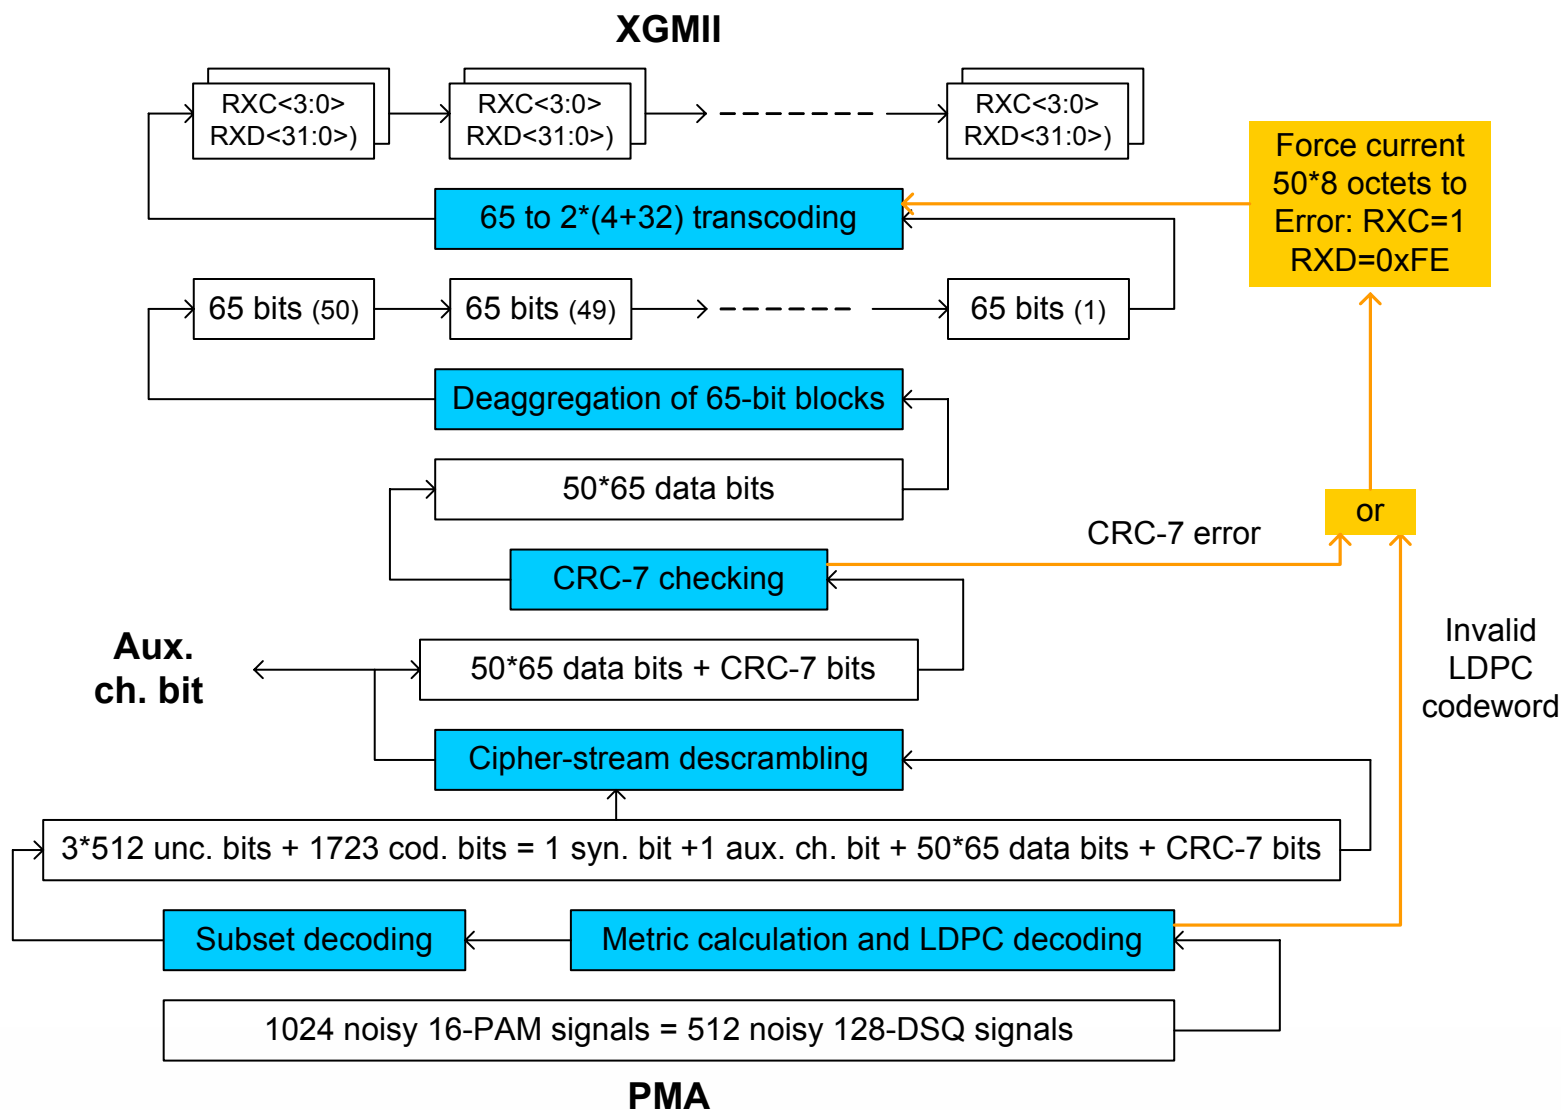 XGMII
RXC<3:0>
RXD<31:0>)
RXC<3:0>
RXD<31:0>)
RXC<3:0>
RXD<31:0>)
Force current
50*8 octets to
Error: RXC=1
RXD=0xFE
65 to 2*(4+32) transcoding
65 bits (50)
65 bits (49)
65 bits (1)
Deaggregation of 65-bit blocks
50*65 data bits
or
CRC-7 error
CRC-7 checking
Aux.
ch. bit
50*65 data bits + CRC-7 bits
Invalid
LDPC
codeword
Cipher-stream descrambling
3*512 unc. bits + 1723 cod. bits = 1 syn. bit +1 aux. ch. bit + 50*65 data bits + CRC-7 bits
Subset decoding
Metric calculation and LDPC decoding
1024 noisy 16-PAM signals = 512 noisy 128-DSQ signals
PMA